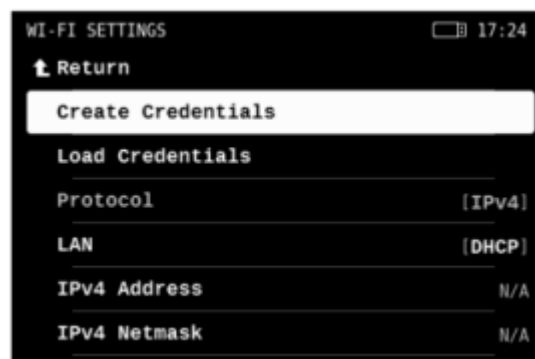 WI-FI SETTINGS 17:24
Return
Create Credentials
Load Credentials
Protocol [IPv4]
LAN [DHCP]
IPv4 Address N/A
IPv4 Netmask N/A